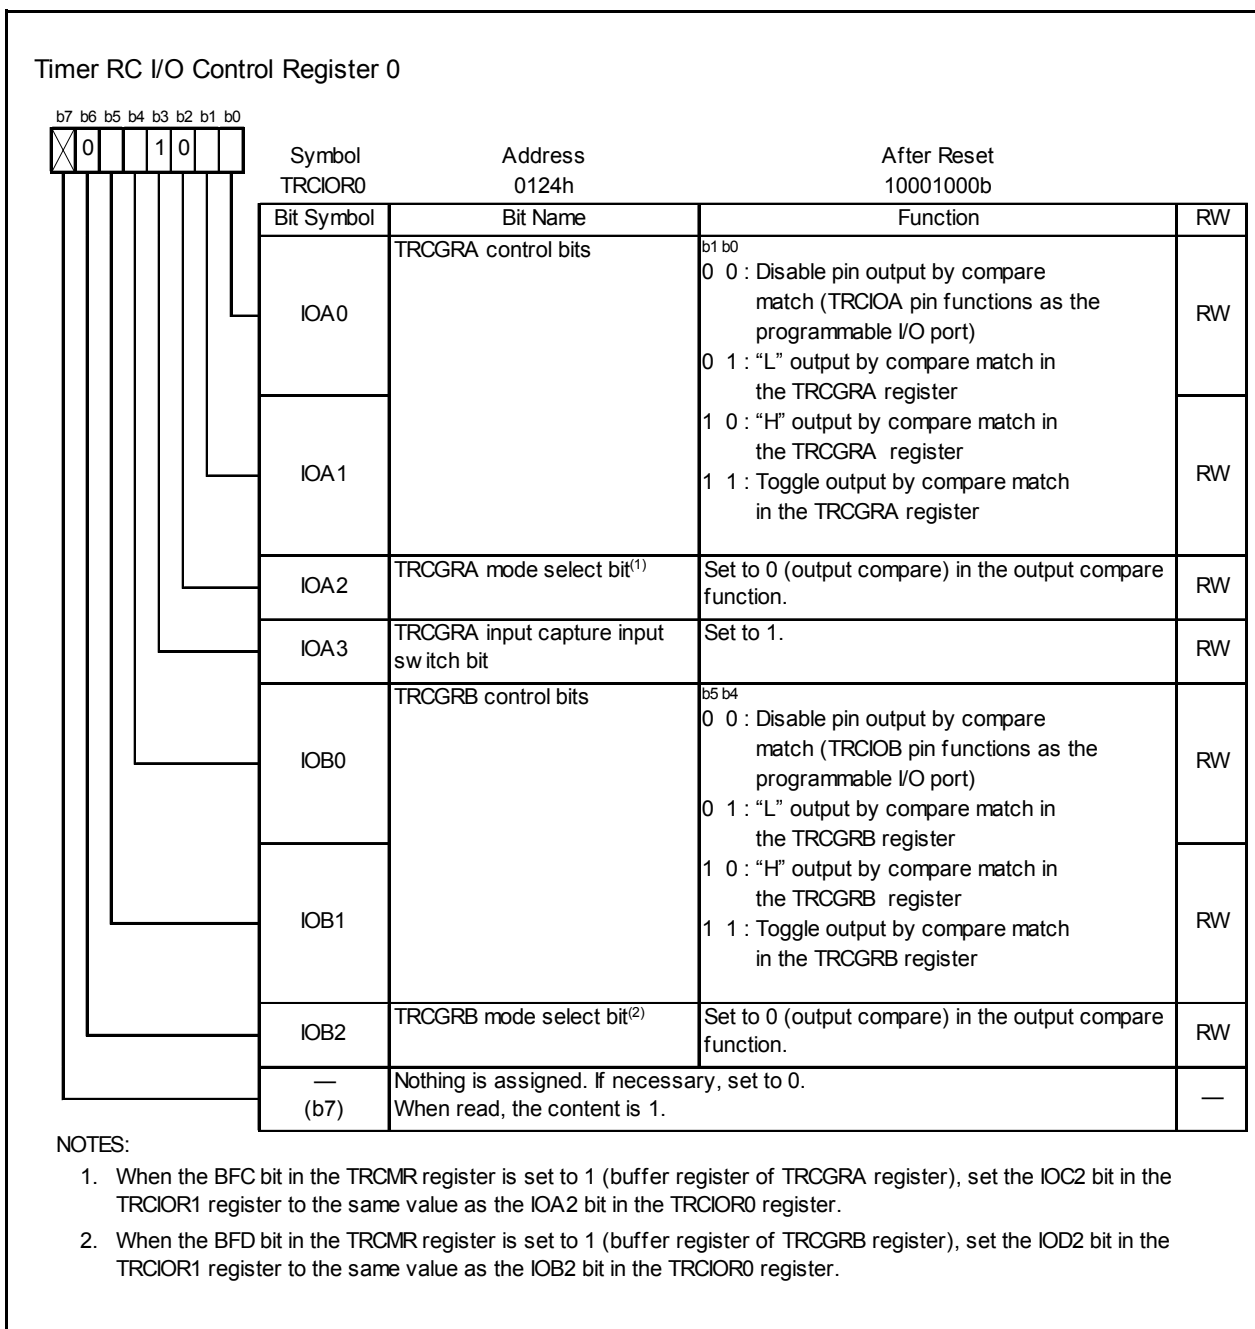 Timer RC I/O Control Register 0
b7 b6 b5 b4 b3 b2 b1 b0
0 1 0
Symbol Address After Reset
TRCIOR0 0124h 10001000b
Bit Symbol Bit Name Function RW
IOA0
IOA1
TRCGRA control bits
b1 b0
0 0 : Disable pin output by compare
match (TRCIOA pin functions as the
programmable I/O port)
0 1 : “L” output by compare match in
the TRCGRA register
1 0 : “H” output by compare match in
the TRCGRA register
1 1 : Toggle output by compare match
in the TRCGRA register
RW
RW
IOA2
TRCGRA mode select bit(1)
Set to 0 (output compare) in the output compare
function.
RW
IOA3
TRCGRA input capture input
switch bit
Set to 1.
RW
IOB0
IOB1
TRCGRB control bits
b5 b4
0 0 : Disable pin output by compare
match (TRCIOB pin functions as the
programmable I/O port)
0 1 : “L” output by compare match in
the TRCGRB register
1 0 : “H” output by compare match in
the TRCGRB register
1 1 : Toggle output by compare match
in the TRCGRB register
RW
RW
IOB2
TRCGRB mode select bit(2)
Set to 0 (output compare) in the output compare
function.
RW
—
(b7)
Nothing is assigned. If necessary, set to 0.
When read, the content is 1.
—
NOTES:
1. When the BFC bit in the TRCMR register is set to 1 (buffer register of TRCGRA register), set the IOC2 bit in the
TRCIOR1 register to the same value as the IOA2 bit in the TRCIOR0 register.
2. When the BFD bit in the TRCMR register is set to 1 (buffer register of TRCGRB register), set the IOD2 bit in the
TRCIOR1 register to the same value as the IOB2 bit in the TRCIOR0 register.